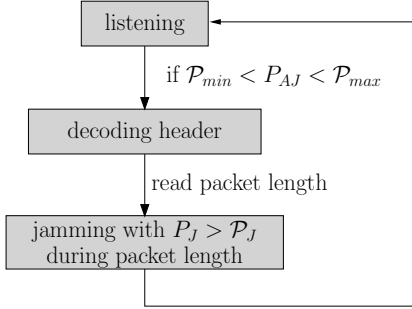 listening
if 𝒫_min < P_AJ < 𝒫_max
decoding header
read packet length
jamming with P_J > 𝒫_J
during packet length